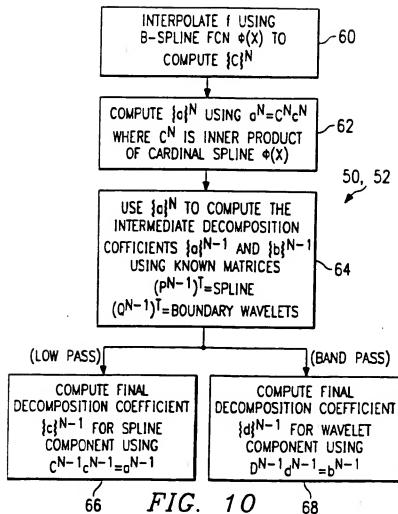 INTERPOLATE f USING
B-SPLINE FCN ϕ(X) TO
COMPUTE {C}ᴺ
60
COMPUTE {a}ᴺ USING aᴺ=Cᴺcᴺ
WHERE Cᴺ IS INNER PRODUCT
OF CARDINAL SPLINE ϕ(X)
62
50, 52
USE {a}ᴺ TO COMPUTE THE
INTERMEDIATE DECOMPOSITION
COFICIENTS {a}ᴺ⁻¹ AND {b}ᴺ⁻¹
USING KNOWN MATRICES
(Pᴺ⁻¹)ᵀ=SPLINE
(Qᴺ⁻¹)ᵀ=BOUNDARY WAVELETS
64
(LOW PASS)
(BAND PASS)
COMPUTE FINAL
DECOMPOSITION COEFFICIENT
{c}ᴺ⁻¹ FOR SPLINE
COMPONENT USING
Cᴺ⁻¹cᴺ⁻¹=aᴺ⁻¹
66
COMPUTE FINAL
DECOMPOSITION COEFFICIENT
{d}ᴺ⁻¹ FOR WAVELET
COMPONENT USING
Dᴺ⁻¹dᴺ⁻¹=bᴺ⁻¹
68
FIG. 10